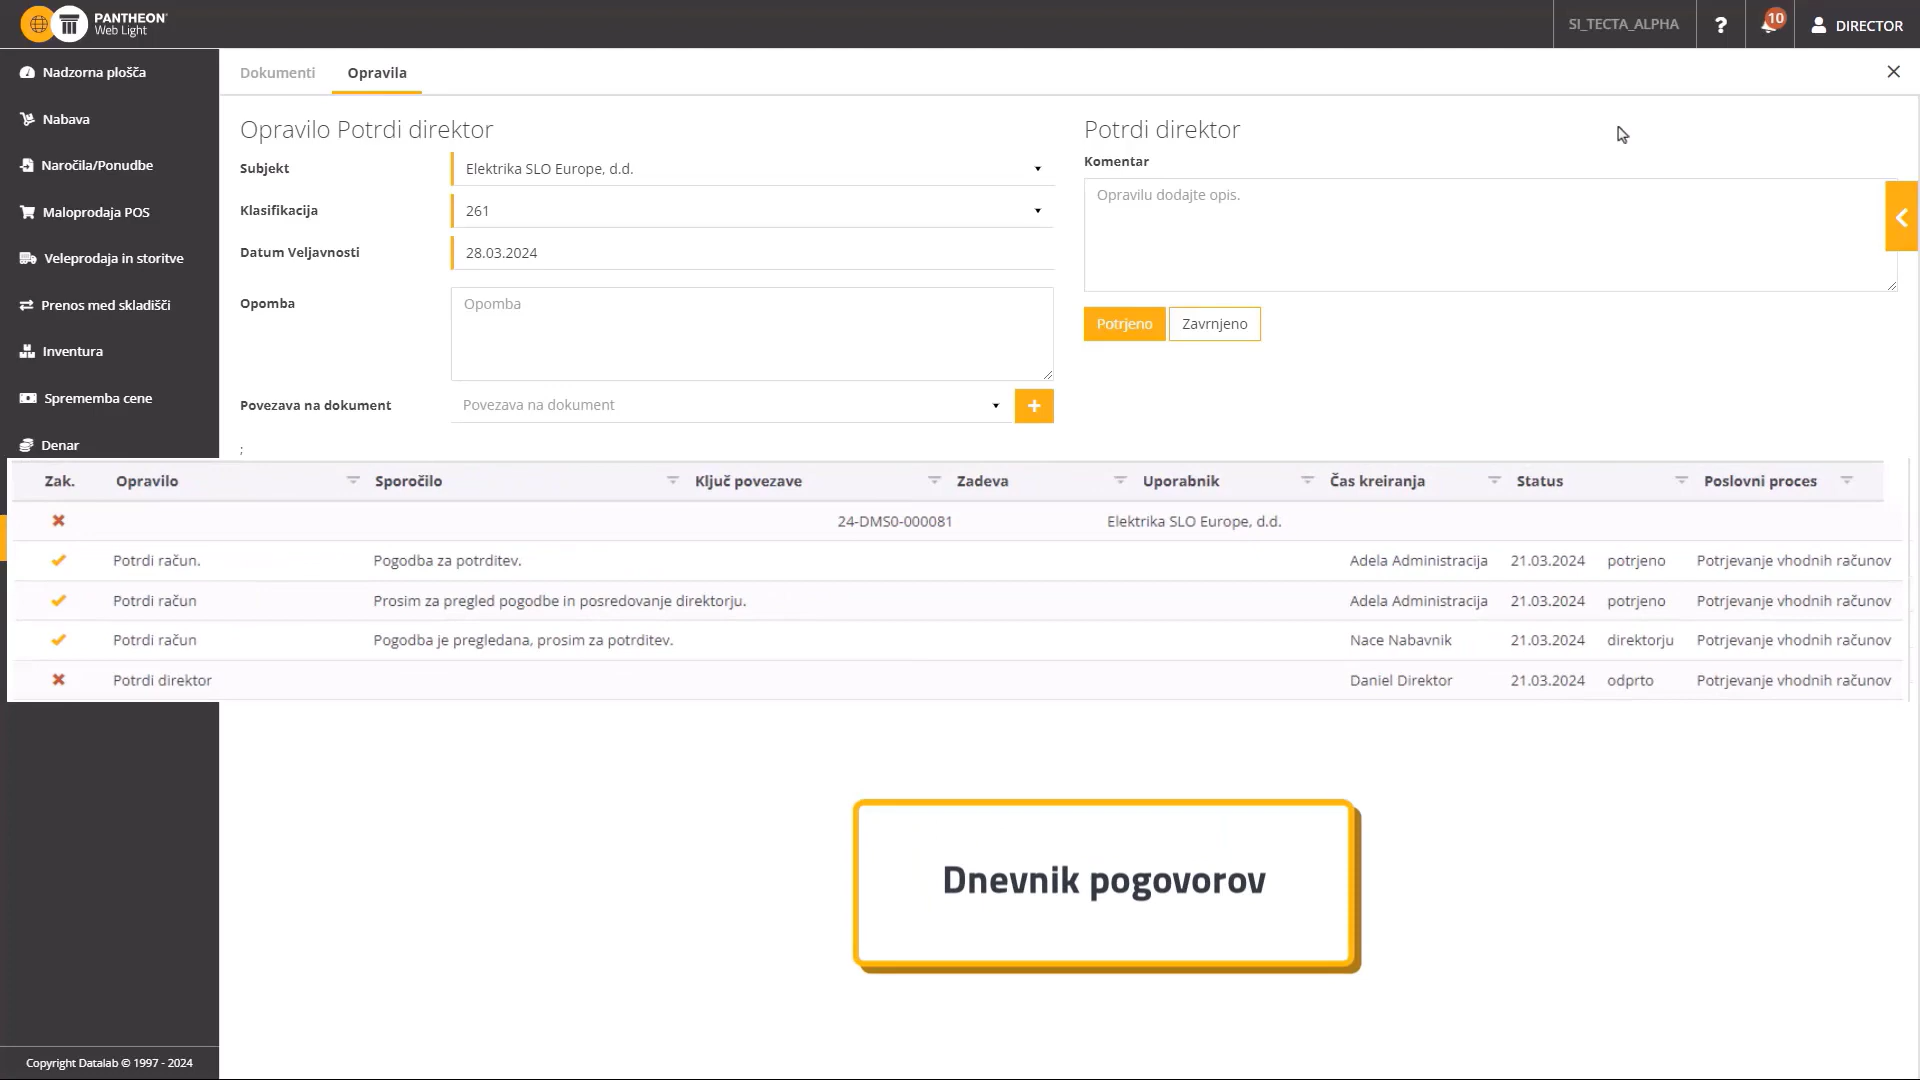 PANTHEON
Web Light
SI_TECTA_ALPHA
?
10
DIRECTOR
Nadzorna plošča
Nabava
Naročila/Ponudbe
Maloprodaja POS
Veleprodaja in storitve
Prenos med skladišči
Inventura
Sprememba cene
Denar
Dokumenti
Opravila
Opravilo Potrdi direktor
Subjekt
Elektrika SLO Europe, d.d.
Klasifikacija
261
Datum Veljavnosti
28.03.2024
Opomba
Opomba
Povezava na dokument
Povezava na dokument
+
;
Potrdi direktor
Komentar
Opravilu dodajte opis.
Potrjeno
Zavrnjeno
Zak. Opravilo Sporočilo Ključ povezave Zadeva Uporabnik Čas kreiranja Status Poslovni proces
24-DMS0-000081 Elektrika SLO Europe, d.d.
Potrdi račun. Pogodba za potrditev. Adela Administracija 21.03.2024 potrjeno Potrjevanje vhodnih računov
Potrdi račun Prosim za pregled pogodbe in posredovanje direktorju. Adela Administracija 21.03.2024 potrjeno Potrjevanje vhodnih računov
Potrdi račun Pogodba je pregledana, prosim za potrditev. Nace Nabavnik 21.03.2024 direktorju Potrjevanje vhodnih računov
Potrdi direktor Daniel Direktor 21.03.2024 odprto Potrjevanje vhodnih računov
Dnevnik pogovorov
Copyright Datalab © 1997 - 2024